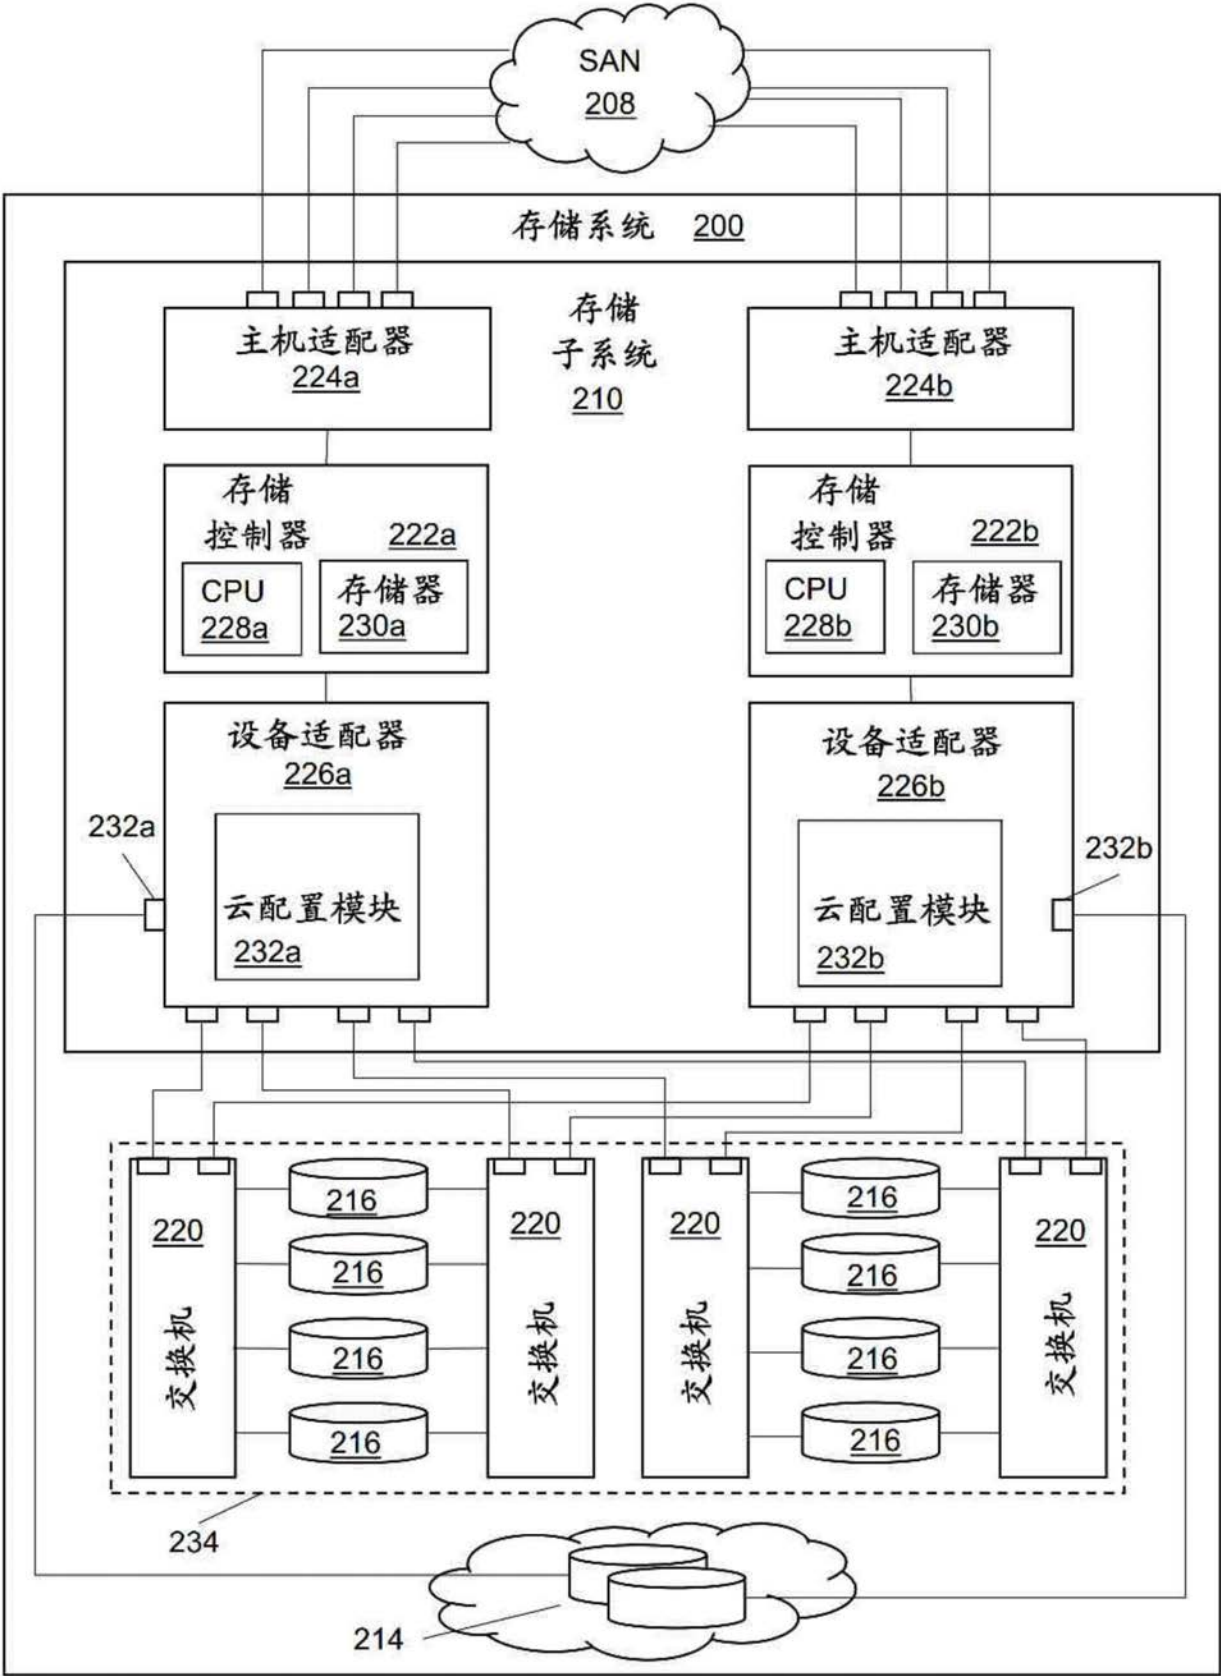 SAN
208
存储系统 200
存储
子系统
210
主机适配器
224a
主机适配器
224b
存储
控制器 222a
CPU
228a
存储器
230a
存储
控制器 222b
CPU
228b
存储器
230b
设备适配器
226a
232a
云配置模块
232a
设备适配器
226b
232b
云配置模块
232b
220
交换机
216
216
216
216
220
交换机
220
交换机
216
216
216
216
220
交换机
234
214